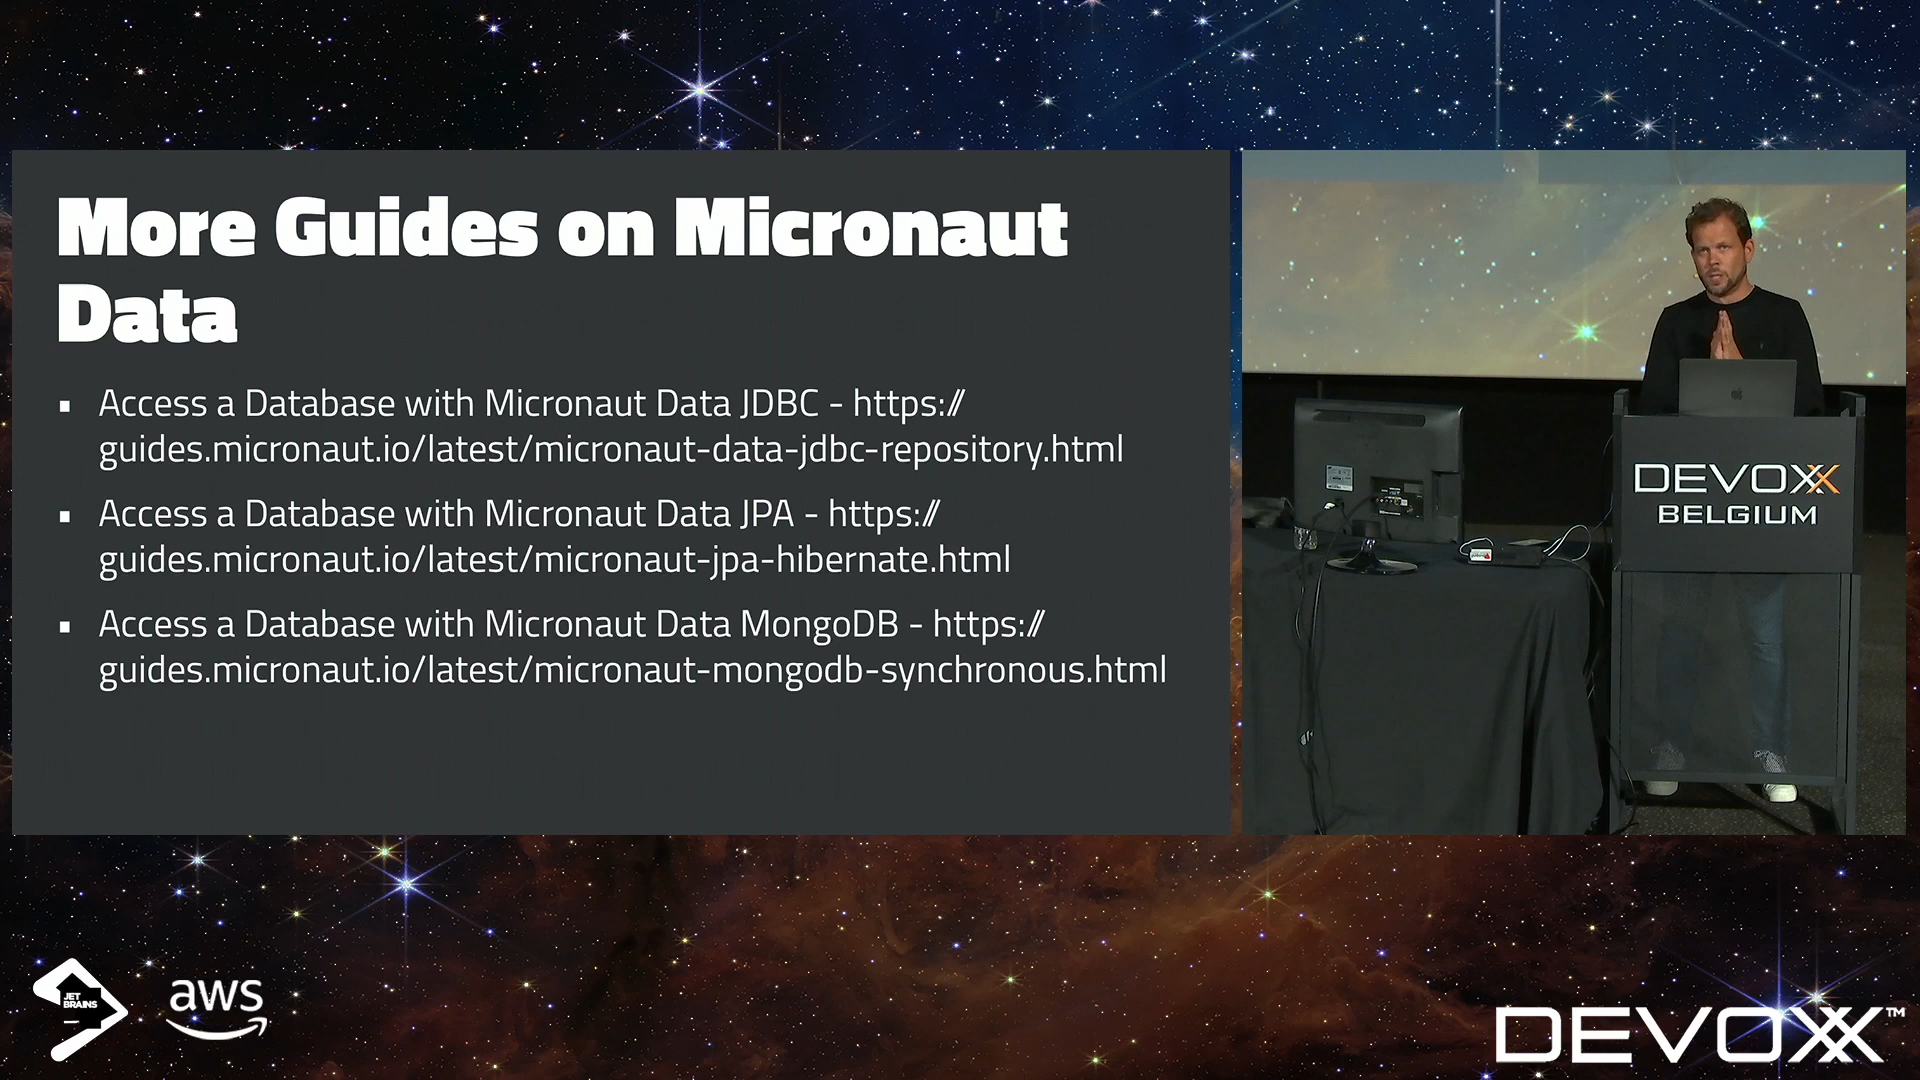 More Guides on Micronaut
Data
▪ Access a Database with Micronaut Data JDBC - https://
guides.micronaut.io/latest/micronaut-data-jdbc-repository.html
▪ Access a Database with Micronaut Data JPA - https://
guides.micronaut.io/latest/micronaut-jpa-hibernate.html
▪ Access a Database with Micronaut Data MongoDB - https://
guides.micronaut.io/latest/micronaut-mongodb-synchronous.html
DEVOXX
BELGIUM
JET
BRAINS
aws
DEVOXX™